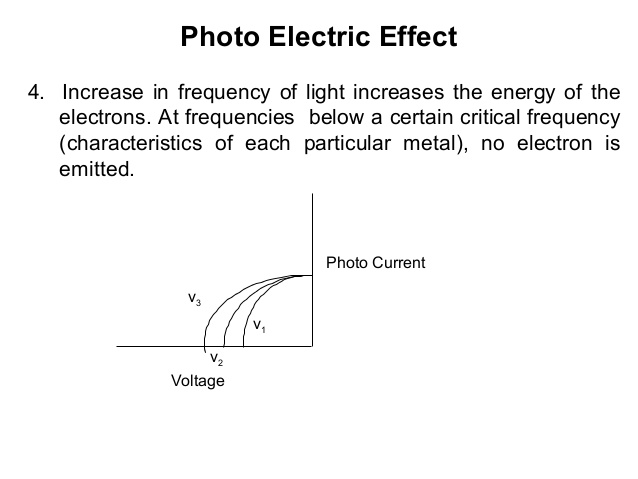 Photo Electric Effect
4. Increase in frequency of light increases the energy of the
electrons. At frequencies below a certain critical frequency
(characteristics of each particular metal), no electron is
emitted.
Photo Current
v3
v1
v2
Voltage